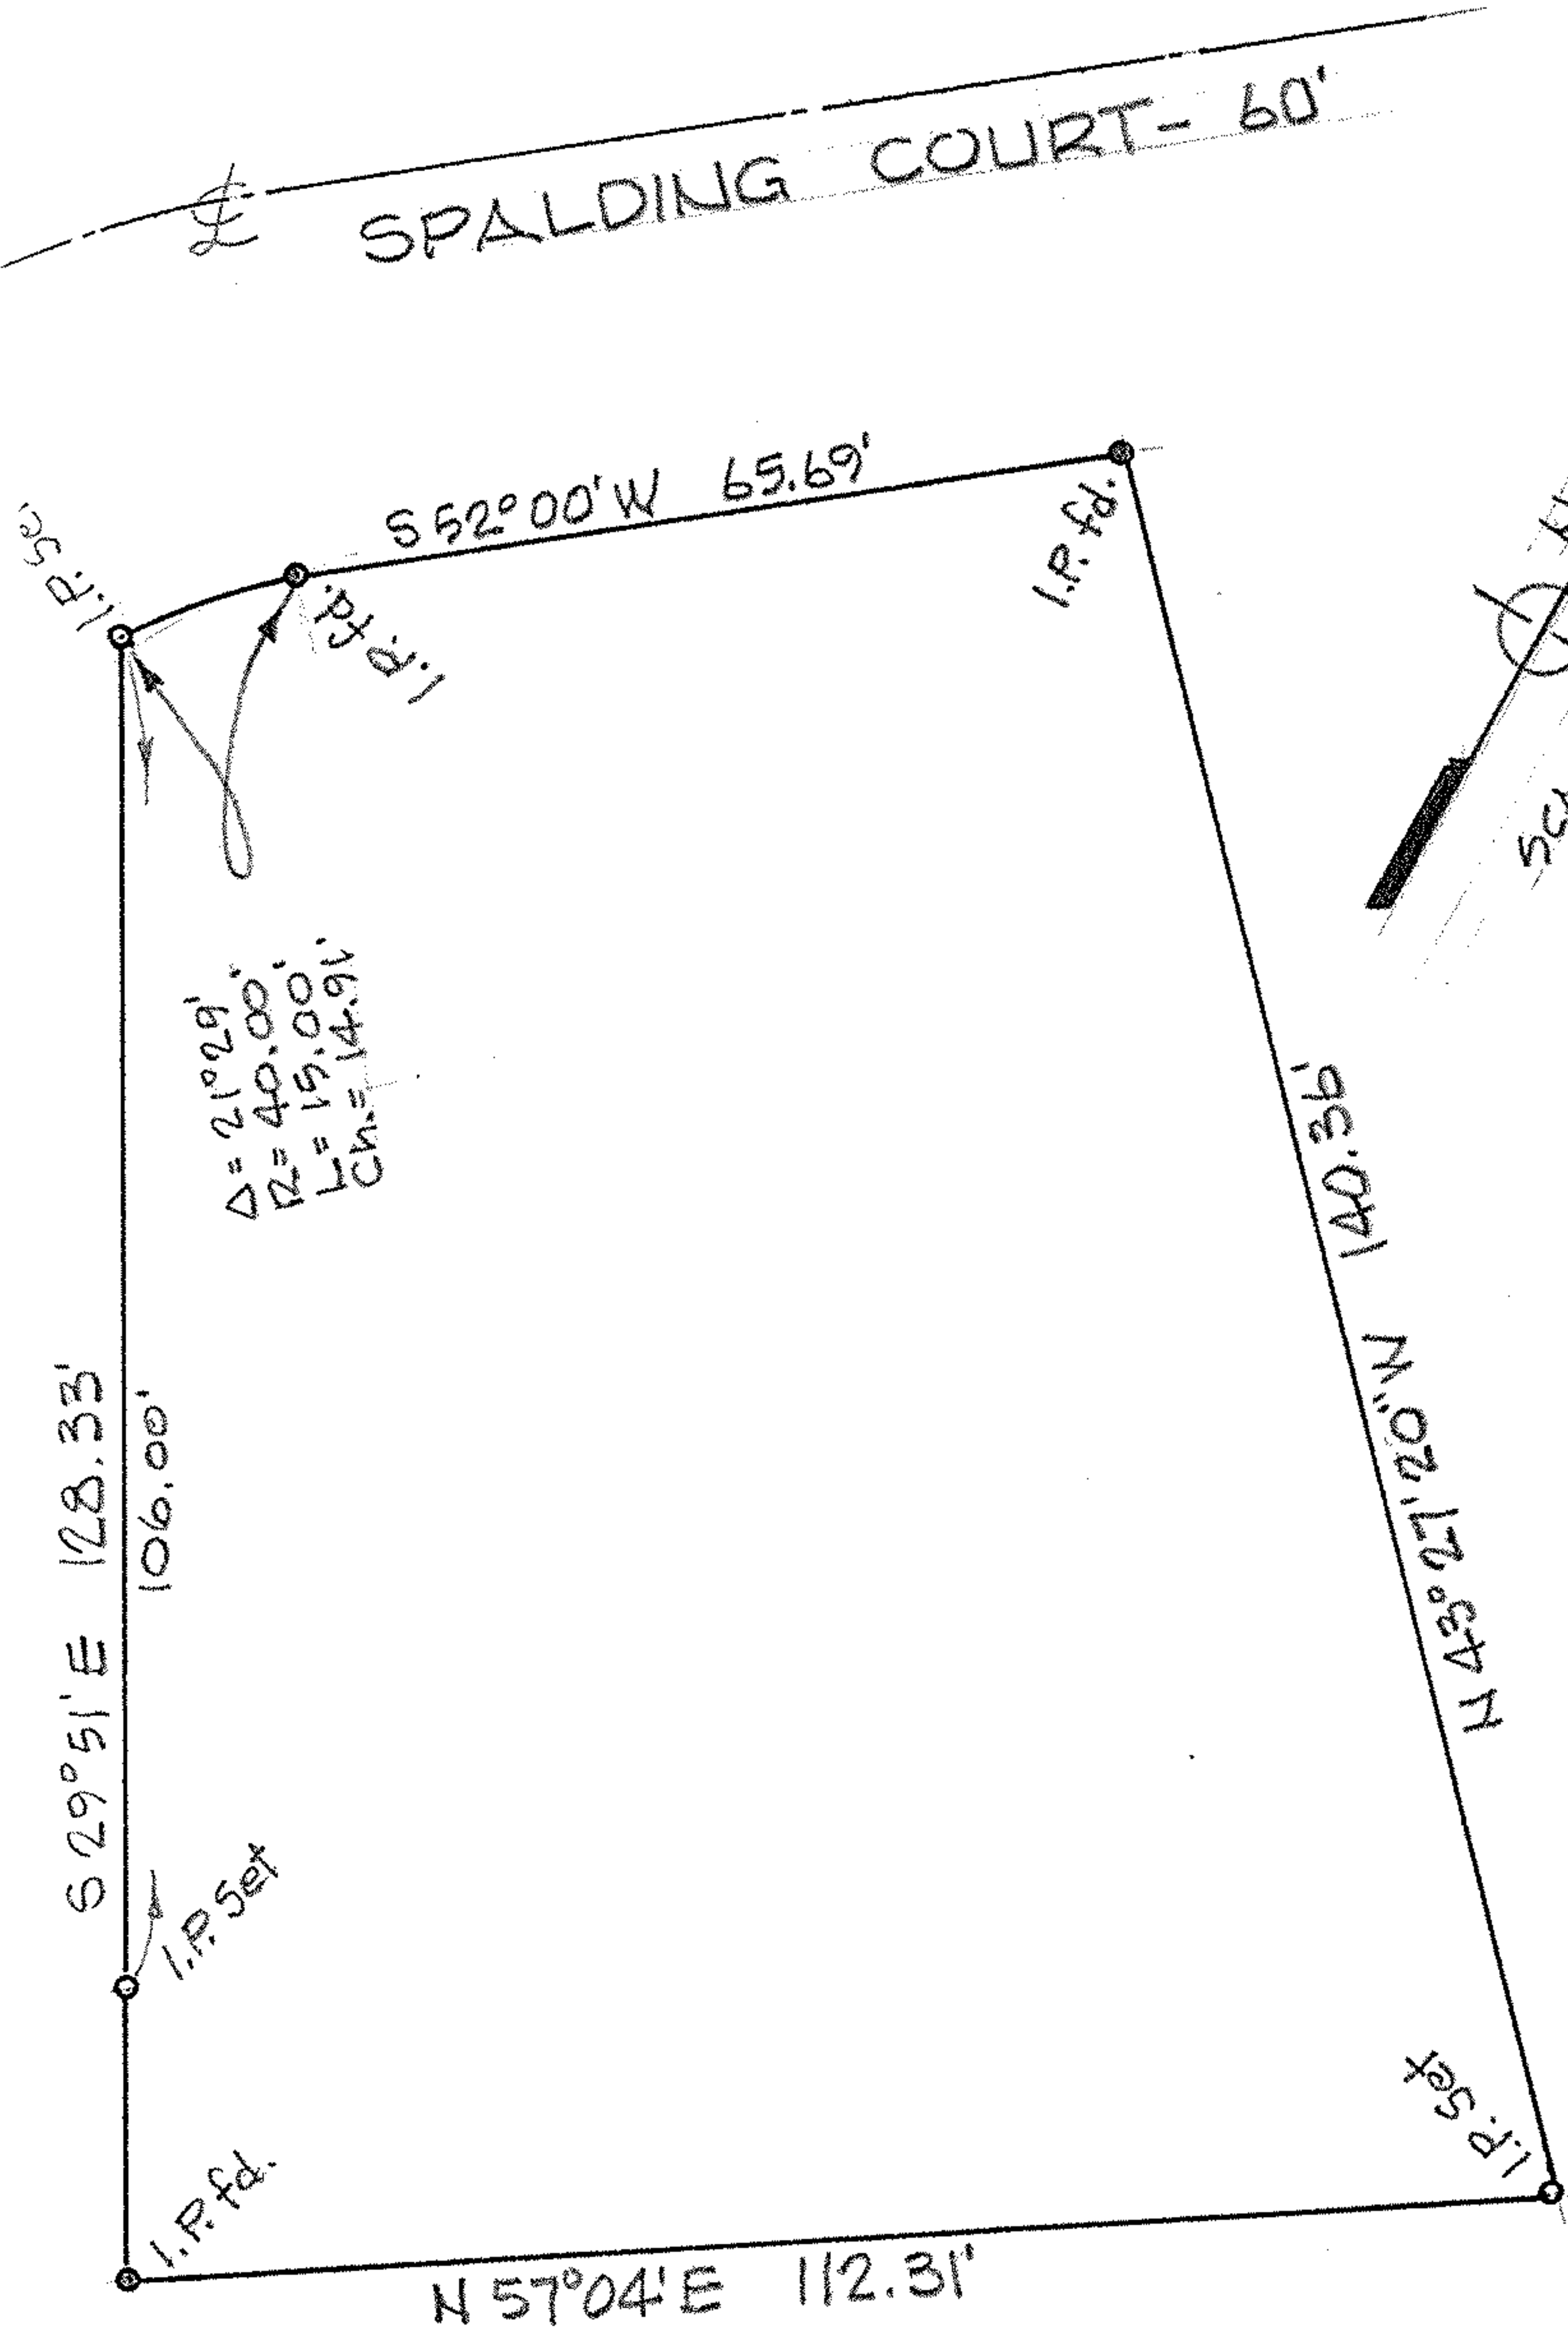 ℄ SPALDING COURT - 60'
S 52°00' W 65.69'
I.P.
I.P. fd.
I.P. fd.
Δ = 21°29'
R = 40.00'
L = 15.00'
Ch. = 14.91'
140.36'
N 43°27'20" W
S 29°51' E 128.33'
106.00'
I.P. Set
I.P. Set
I.P. fd.
N 57°04' E 112.31'